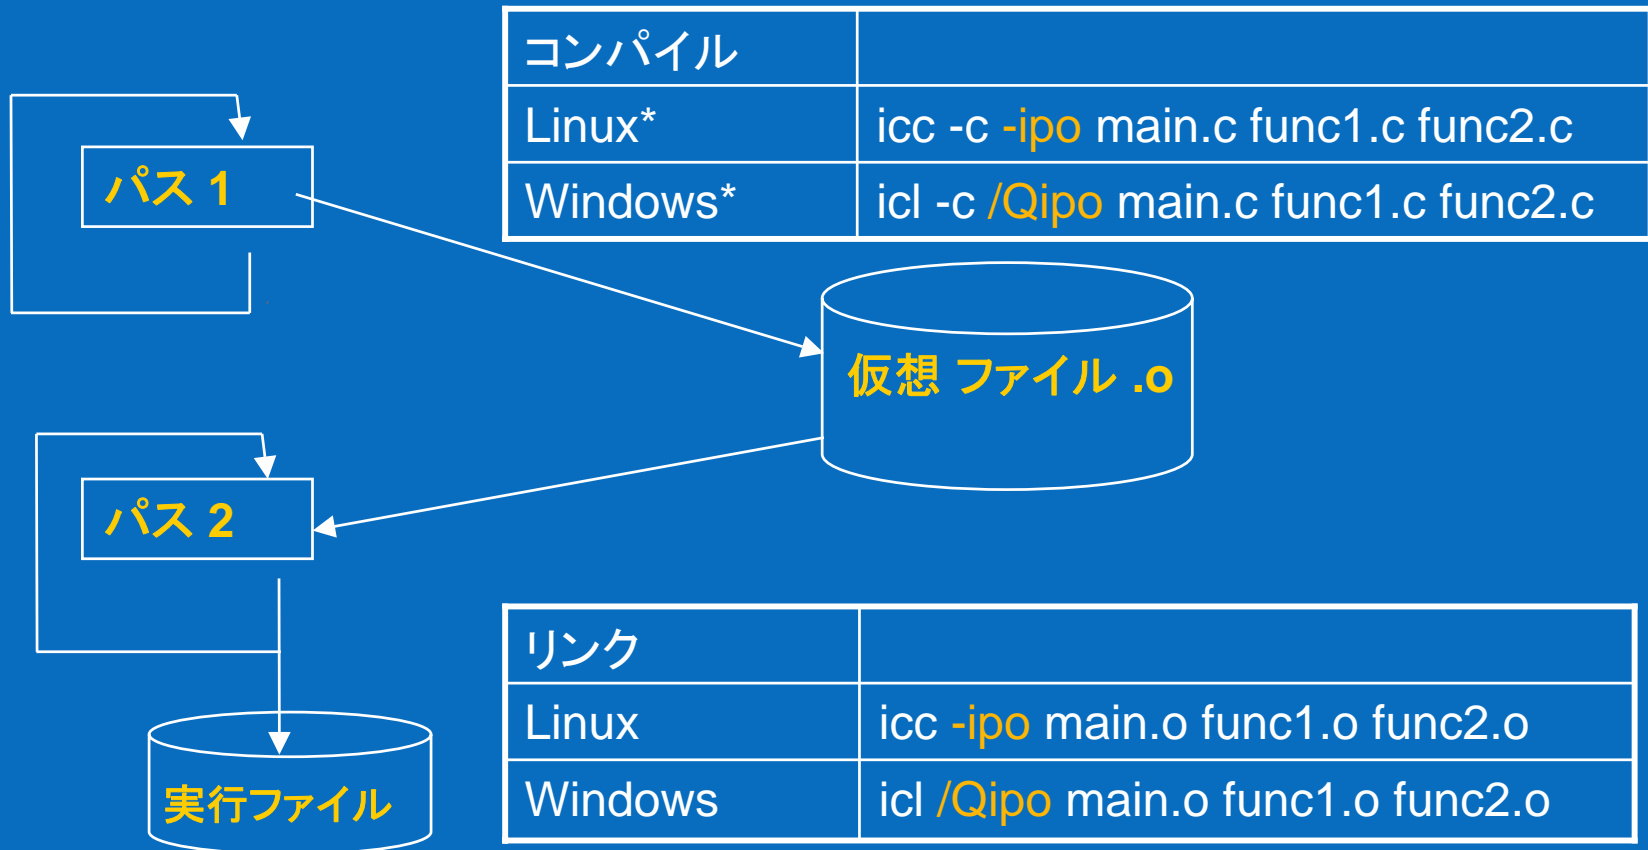 コンパイル
Linux* icc -c -ipo main.c func1.c func2.c
Windows* icl -c /Qipo main.c func1.c func2.c
パス 1
仮想 ファイル .o
パス 2
リンク
Linux icc -ipo main.o func1.o func2.o
Windows icl /Qipo main.o func1.o func2.o
実行ファイル